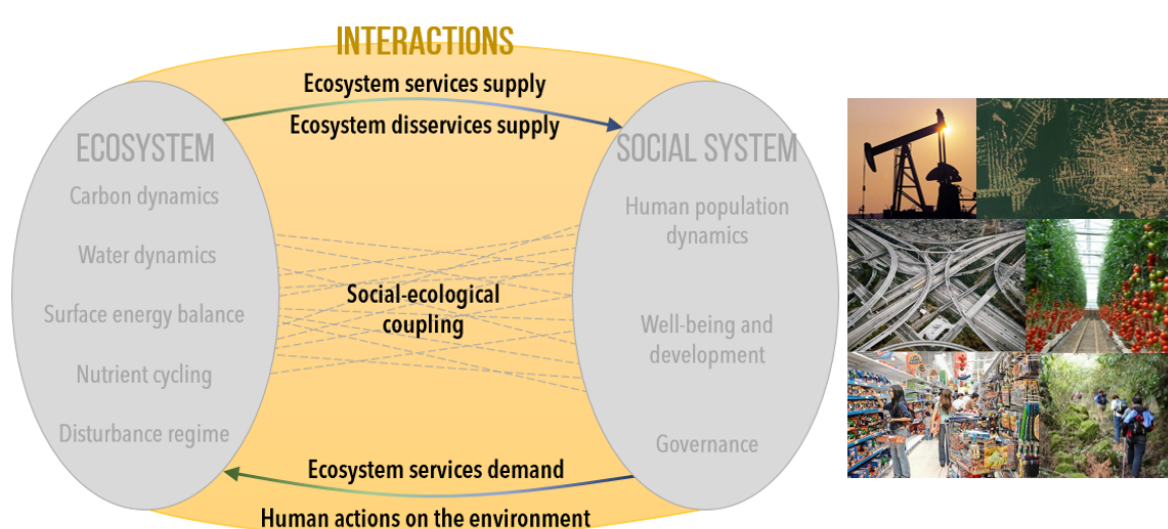 INTERACTIONS
Ecosystem services supply
Ecosystem disservices supply
ECOSYSTEM
Carbon dynamics
Water dynamics
Surface energy balance
Nutrient cycling
Disturbance regime
Social-ecological
coupling
SOCIAL SYSTEM
Human population
dynamics
Well-being and
development
Governance
Ecosystem services demand
Human actions on the environment